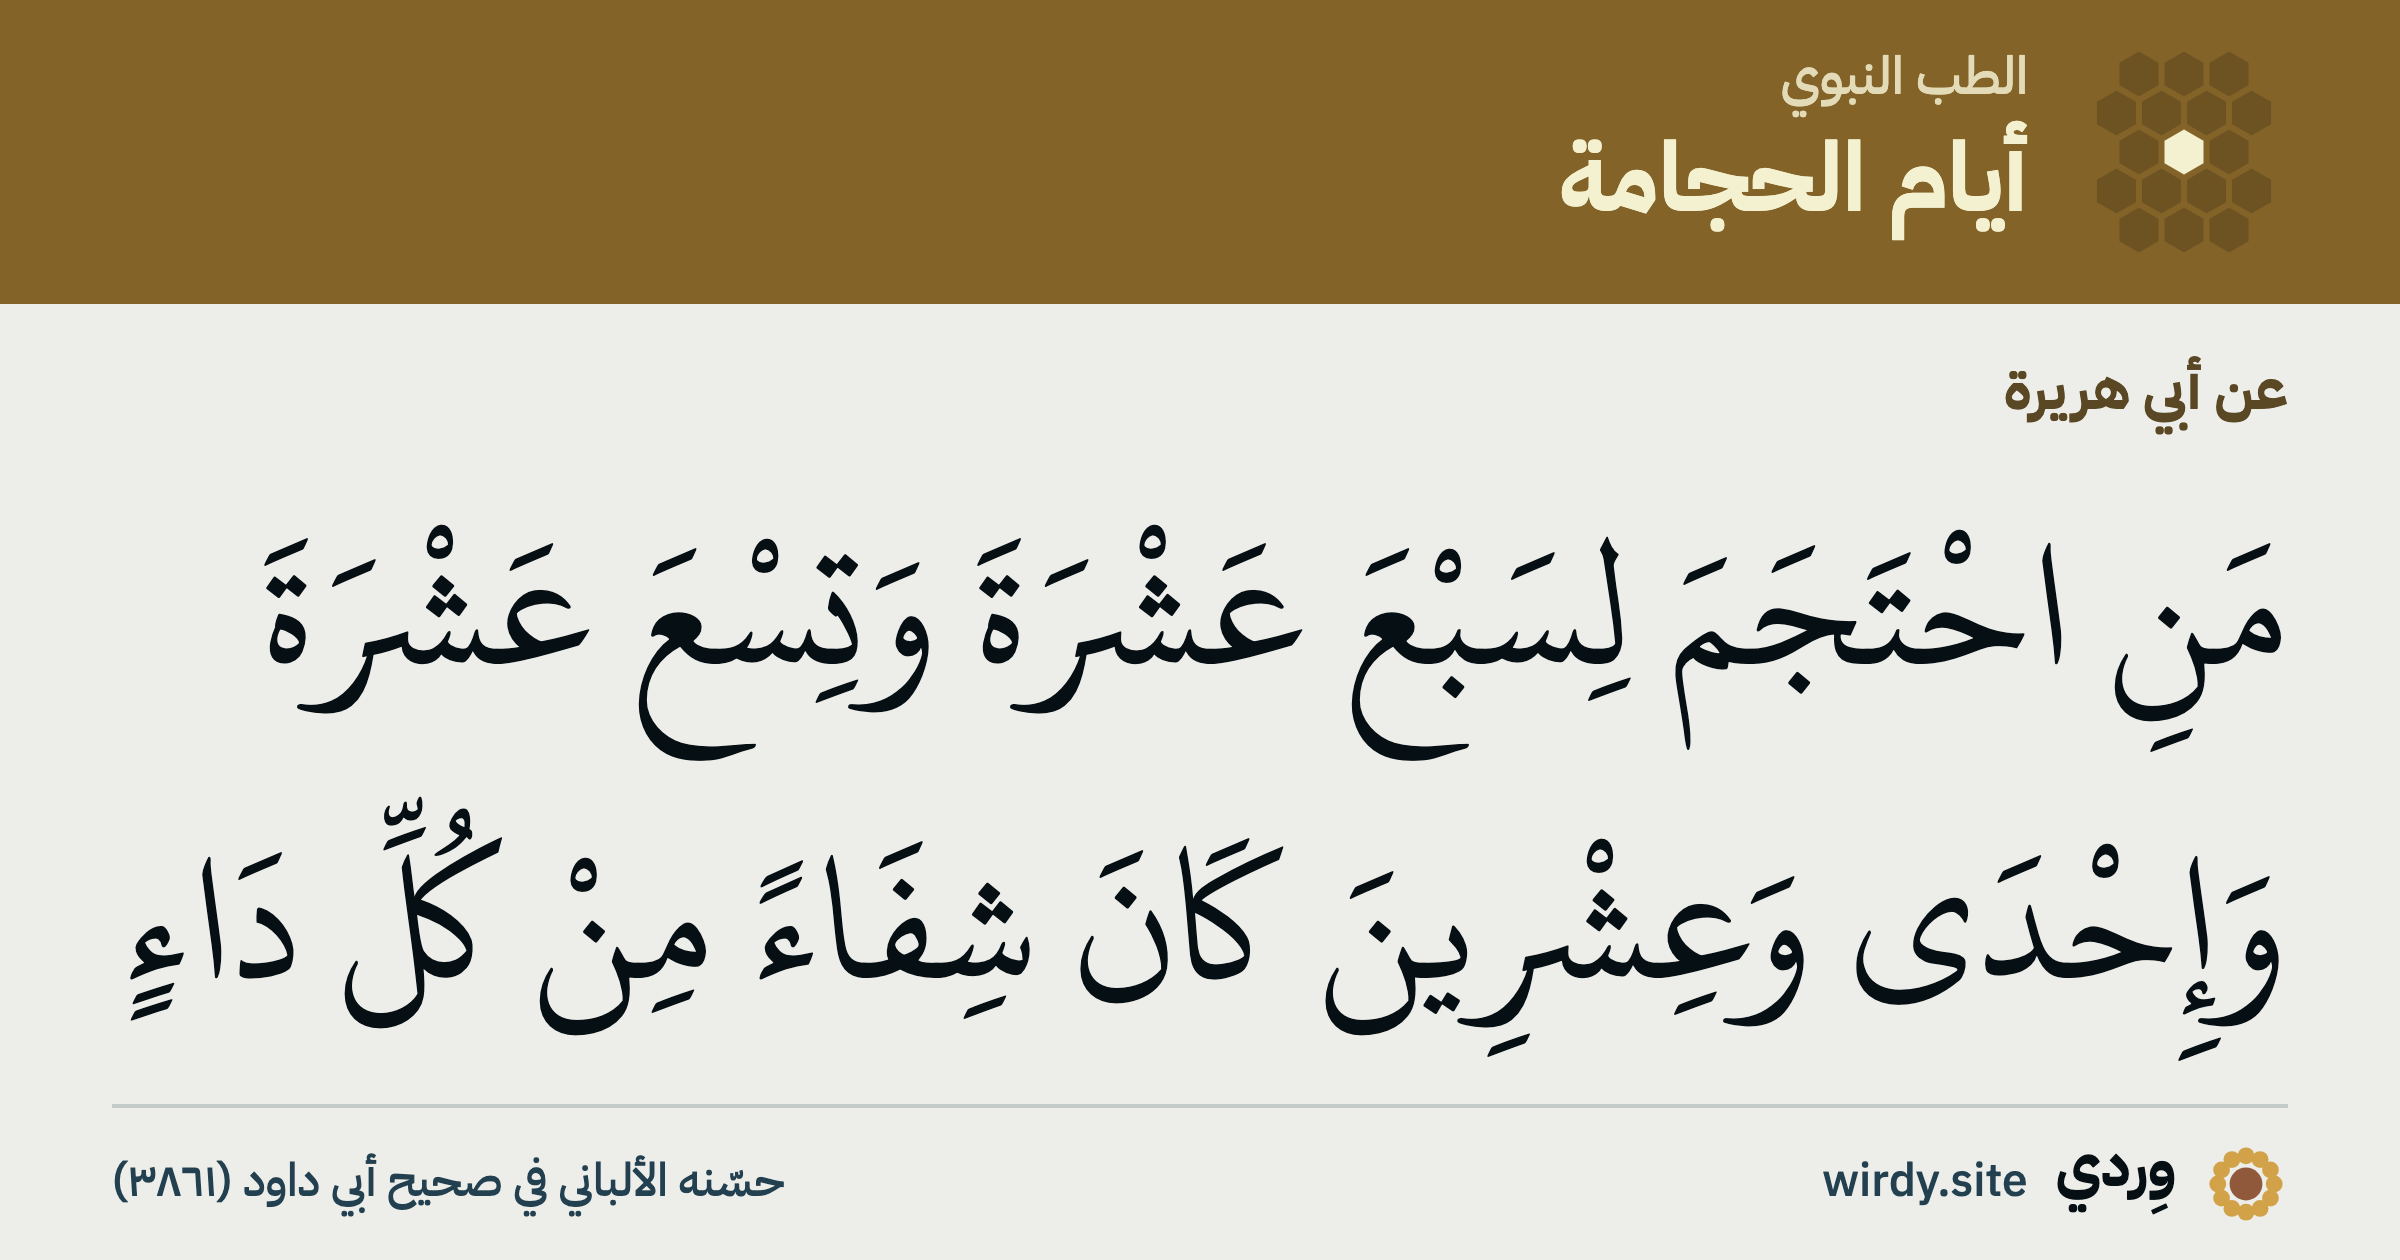 الطب النبوي
أيام الحجامة
عن أبي هريرة
مَنِ احْتَجَمَ لِسَبْعَ عَشْرَةَ وَتِسْعَ عَشْرَةَ
وَإِحْدَى وَعِشْرِينَ كَانَ شِفَاءً مِنْ كُلِّ دَاءٍ
وِردي wirdy.site
حسّنه الألباني في صحيح أبي داود (٣٨٦١)